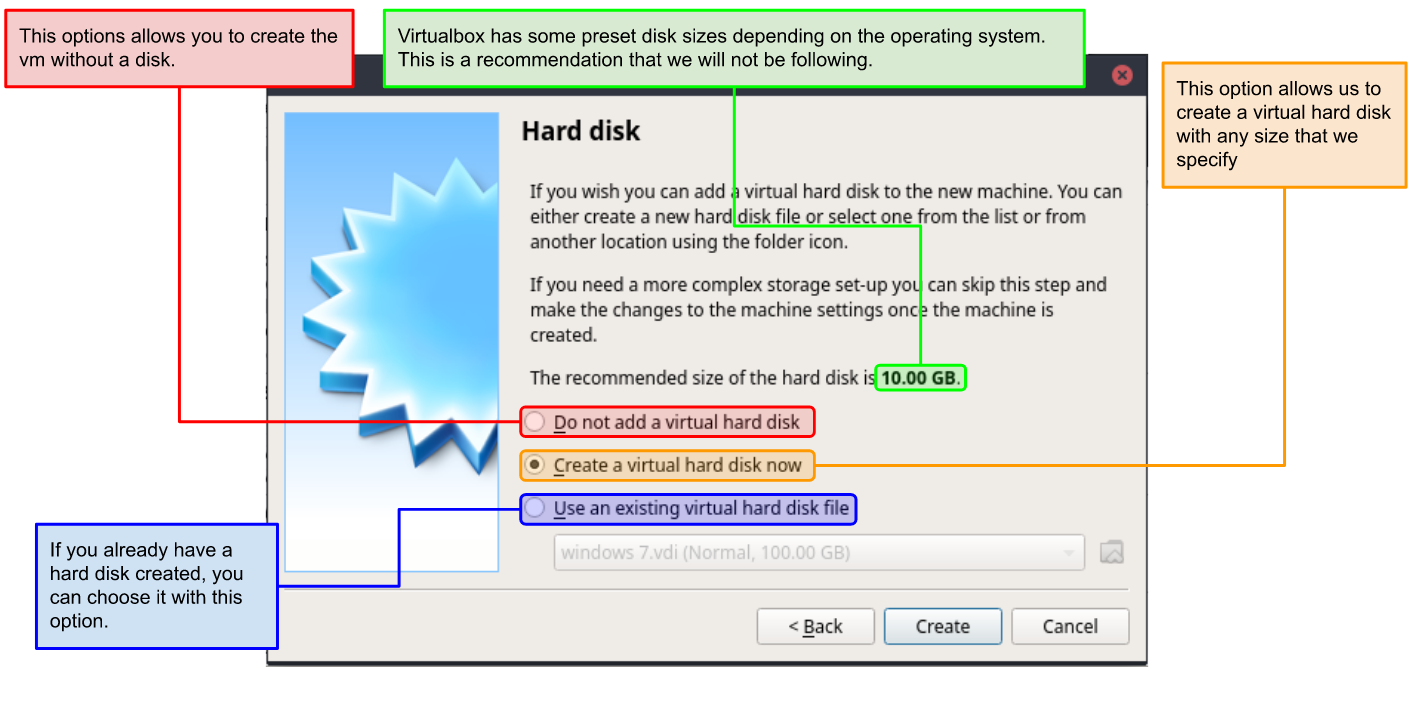 This options allows you to create the
vm without a disk.
Virtualbox has some preset disk sizes depending on the operating system.
This is a recommendation that we will not be following.
This option allows us to
create a virtual hard disk
with any size that we
specify
Hard disk
If you wish you can add a virtual hard disk to the new machine. You can
either create a new hard disk file or select one from the list or from
another location using the folder icon.
If you need a more complex storage set-up you can skip this step and
make the changes to the machine settings once the machine is
created.
The recommended size of the hard disk is 10.00 GB.
Do not add a virtual hard disk
Create a virtual hard disk now
Use an existing virtual hard disk file
windows 7.vdi (Normal, 100.00 GB)
If you already have a
hard disk created, you
can choose it with this
option.
< Back
Create
Cancel